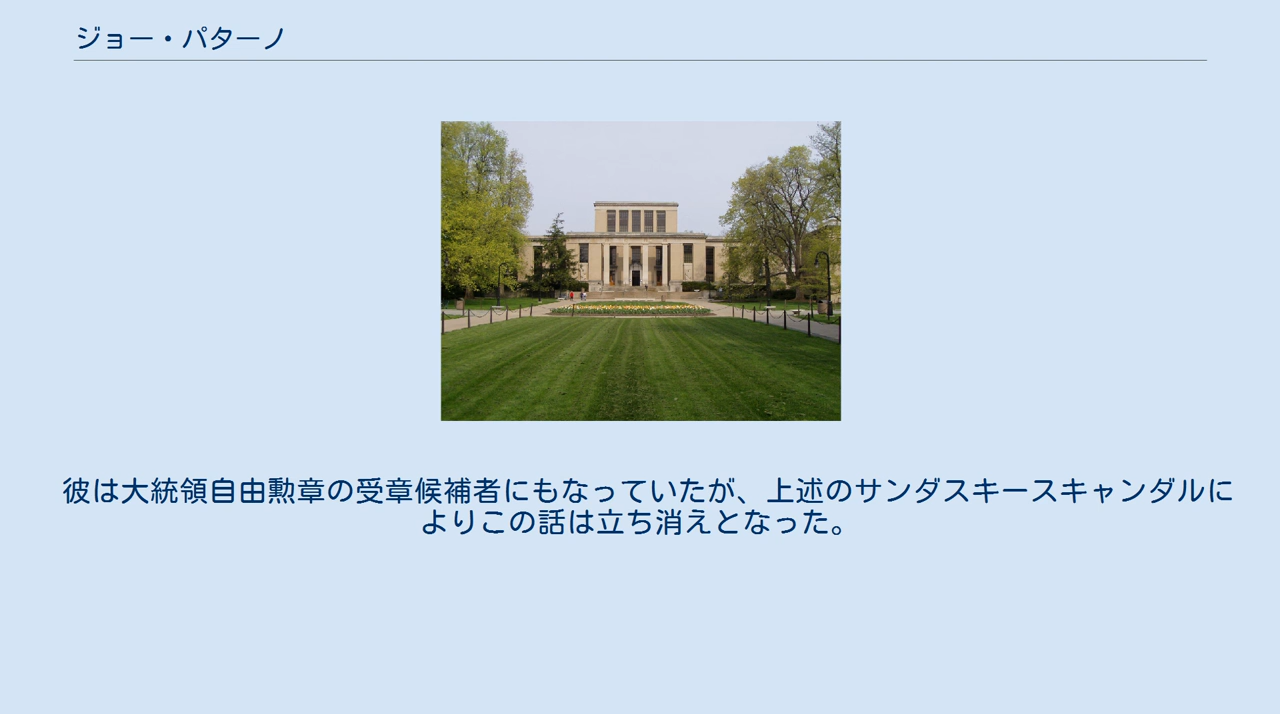 ジョー・パターノ
彼は大統領自由勲章の受章候補者にもなっていたが、上述のサンダスキースキャンダルに
よりこの話は立ち消えとなった。